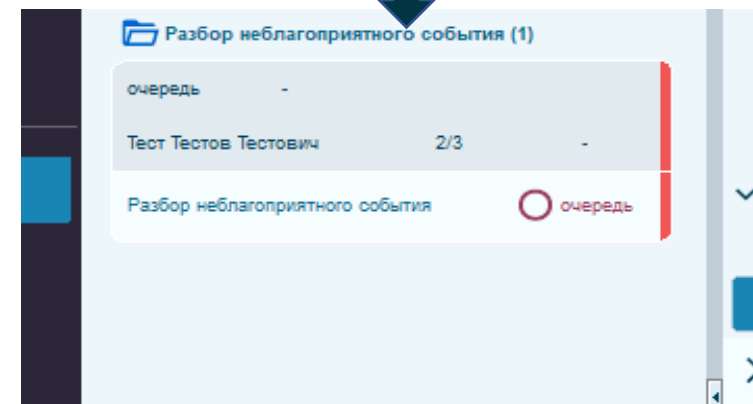 Разбор неблагоприятного события (1)
очередь -
Тест Тестов Тестович 2/3 -
Разбор неблагоприятного события очередь